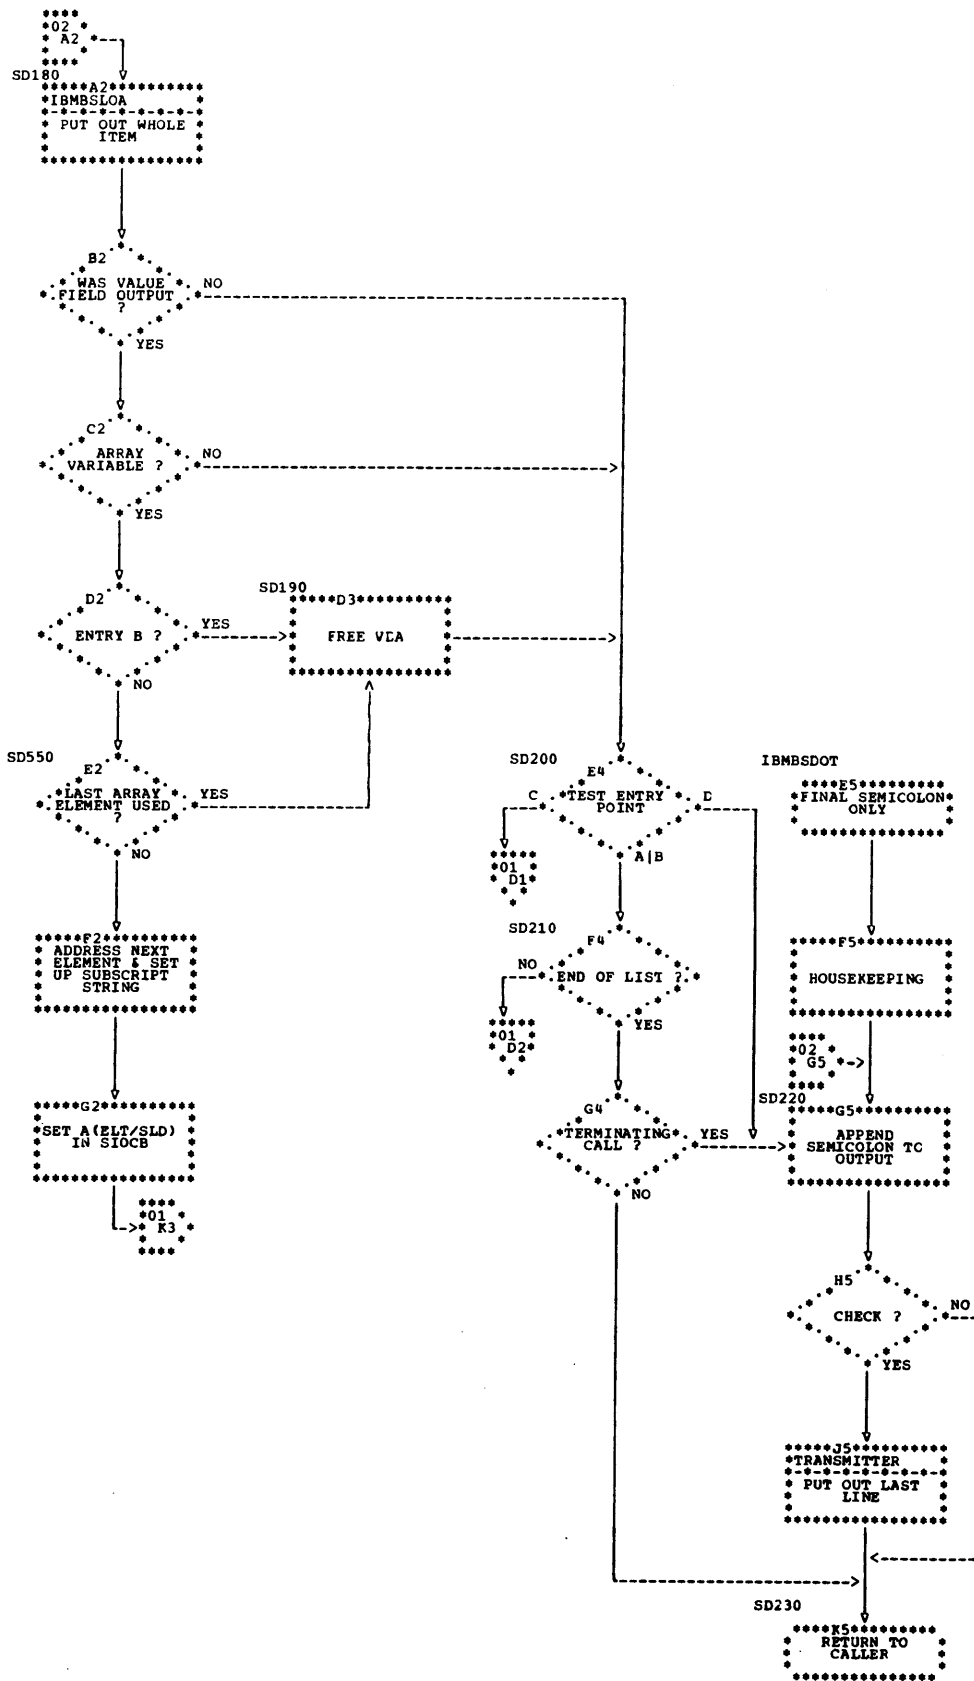 02
A2
SD180
A2
IBMBSLOA
PUT OUT WHOLE
ITEM
B2
WAS VALUE
FIELD OUTPUT
?
NO
YES
C2
ARRAY
VARIABLE ?
NO
YES
D2
ENTRY B ?
YES
NO
SD190
D3
FREE VDA
SD550
E2
LAST ARRAY
ELEMENT USED
?
YES
NO
F2
ADDRESS NEXT
ELEMENT & SET
UP SUBSCRIPT
STRING
G2
SET A(ELT/SLD)
IN SIOCB
01
K3
SD200
E4
TEST ENTRY
POINT
C
D
A|B
01
D1
SD210
F4
END OF LIST ?
NO
YES
01
D2
G4
TERMINATING
CALL ?
YES
NO
IBMBSDOT
E5
FINAL SEMICOLON
ONLY
F5
HOUSEKEEPING
02
G5
SD220
G5
APPEND
SEMICOLON TO
OUTPUT
H5
CHECK ?
NO
YES
J5
TRANSMITTER
PUT OUT LAST
LINE
SD230
K5
RETURN TO
CALLER